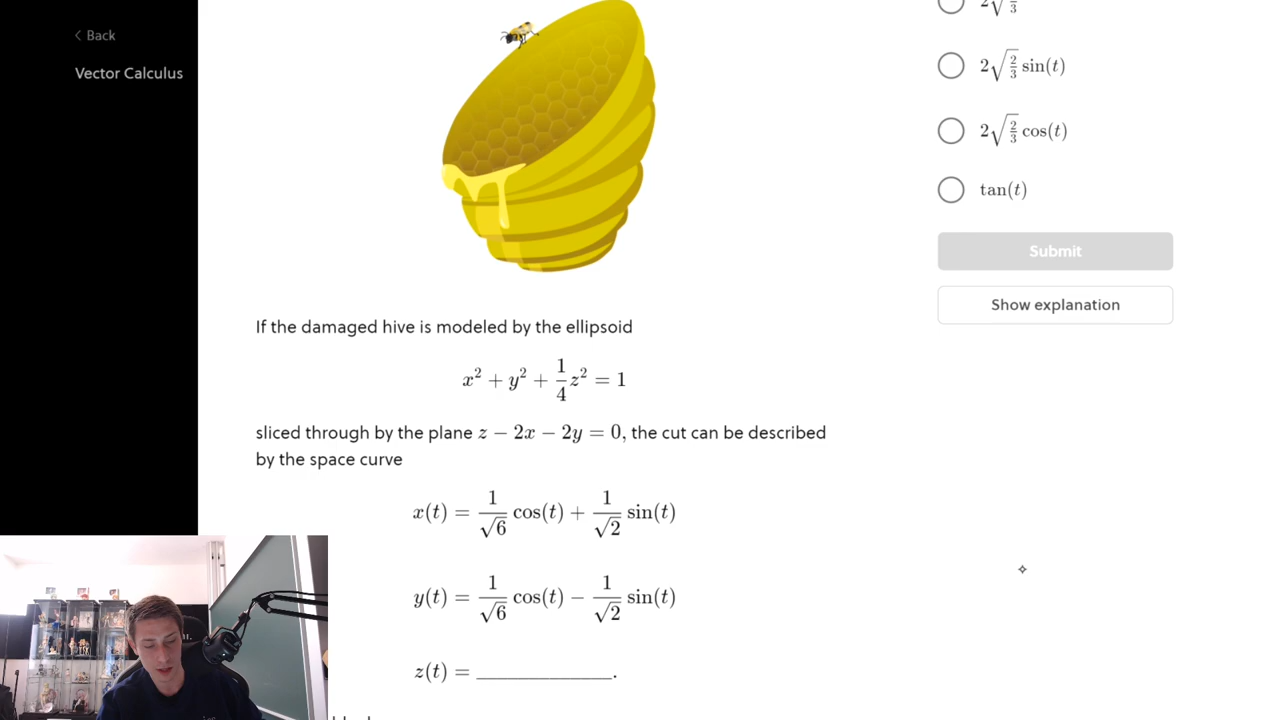 Back
Vector Calculus
If the damaged hive is modeled by the ellipsoid
x² + y² + 1/4 z² = 1
sliced through by the plane z − 2x − 2y = 0, the cut can be described
by the space curve
x(t) = 1/√6 cos(t) + 1/√2 sin(t)
y(t) = 1/√6 cos(t) − 1/√2 sin(t)
z(t) = ____________.
2√2/3 sin(t)
2√2/3 cos(t)
tan(t)
Submit
Show explanation